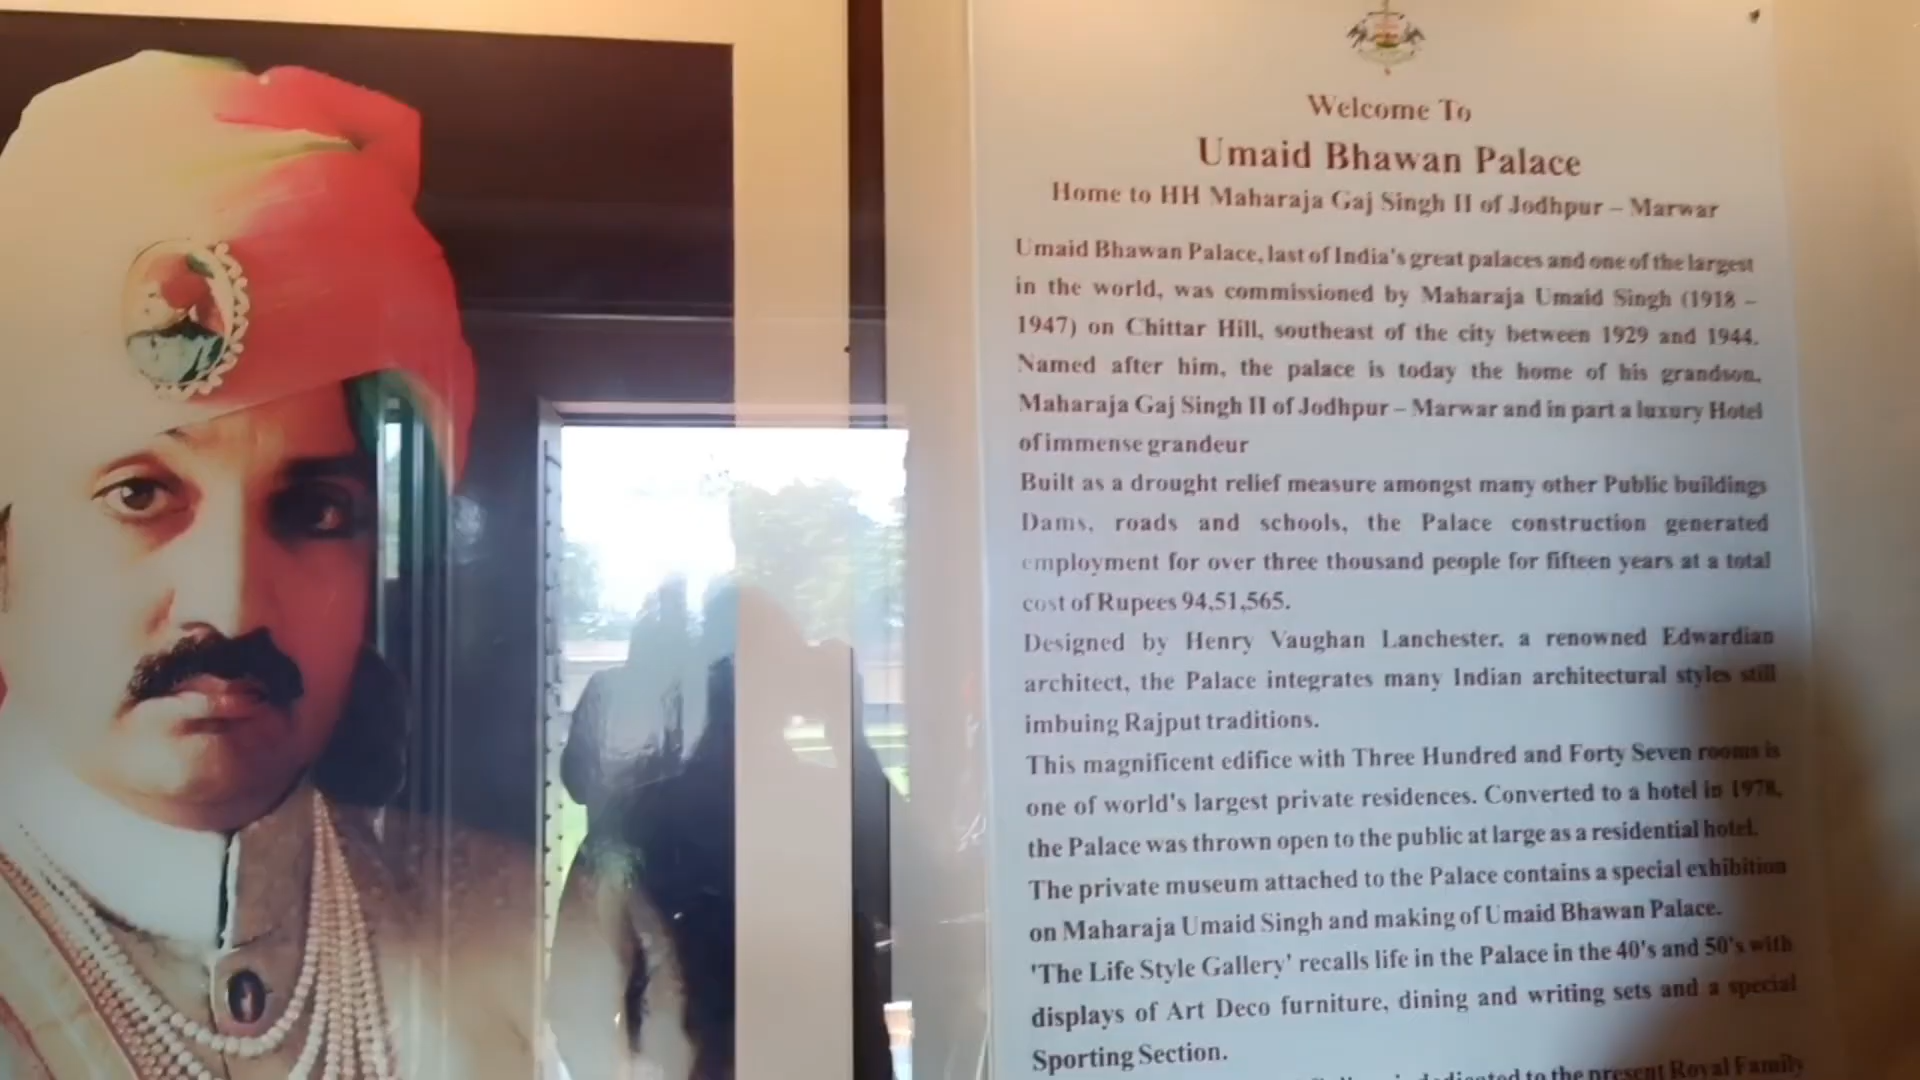 Welcome To
Umaid Bhawan Palace
Home to HH Maharaja Gaj Singh II of Jodhpur – Marwar
Umaid Bhawan Palace, last of India's great palaces and one of the largest
in the world, was commissioned by Maharaja Umaid Singh (1918 –
1947) on Chittar Hill, southeast of the city between 1929 and 1944.
Named after him, the palace is today the home of his grandson,
Maharaja Gaj Singh II of Jodhpur – Marwar and in part a luxury Hotel
of immense grandeur
Built as a drought relief measure amongst many other Public buildings
Dams, roads and schools, the Palace construction generated
employment for over three thousand people for fifteen years at a total
cost of Rupees 94,51,565.
Designed by Henry Vaughan Lanchester, a renowned Edwardian
architect, the Palace integrates many Indian architectural styles still
imbuing Rajput traditions.
This magnificent edifice with Three Hundred and Forty Seven rooms is
one of world's largest private residences. Converted to a hotel in 1978,
the Palace was thrown open to the public at large as a residential hotel.
The private museum attached to the Palace contains a special exhibition
on Maharaja Umaid Singh and making of Umaid Bhawan Palace.
'The Life Style Gallery' recalls life in the Palace in the 40's and 50's with
displays of Art Deco furniture, dining and writing sets and a special
Sporting Section.
dedicated to the present Royal Family